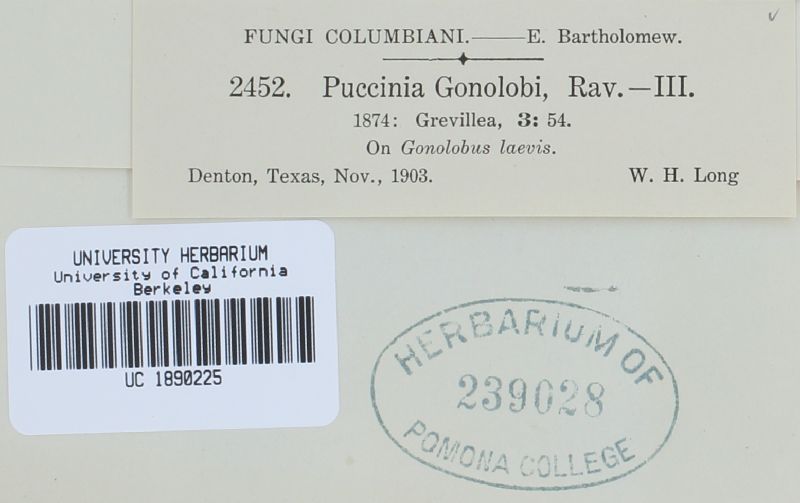 FUNGI COLUMBIANI.——E. Bartholomew.
2452. Puccinia Gonolobi, Rav.—III.
1874: Grevillea, 3: 54.
On Gonolobus laevis.
Denton, Texas, Nov., 1903. W. H. Long
UNIVERSITY HERBARIUM
University of California
Berkeley
UC 1890225
HERBARIUM OF
239028
POMONA COLLEGE